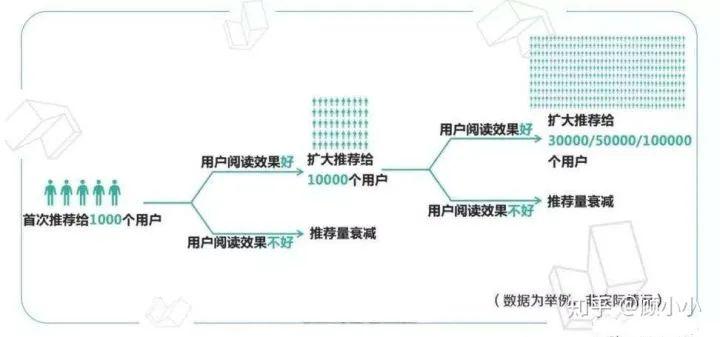 用户阅读效果好
扩大推荐给
30000/50000/100000
个用户
用户阅读效果好
扩大推荐给
10000个用户
用户阅读效果不好
推荐量衰减
首次推荐给1000个用户
用户阅读效果不好
推荐量衰减
(数据为举例，非实际情况)
知乎 @顾小小